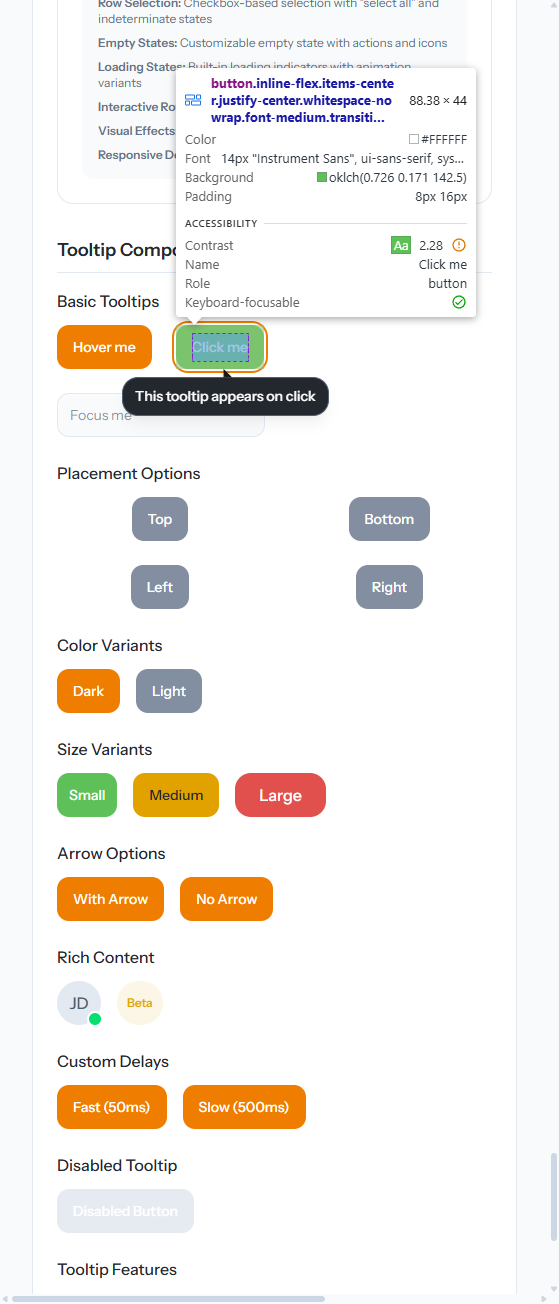 Row Selection: Checkbox-based selection with "select all" and
indeterminate states
Empty States: Customizable empty state with actions and icons
Loading States: Built-in loading indicators with animation
variants
Interactive Ro
Visual Effects
Responsive De
button.inline-flex.items-cente
r.justify-center.whitespace-no
wrap.font-medium.transiti...
88.38 × 44
Color #FFFFFF
Font 14px "Instrument Sans", ui-sans-serif, sys...
Background oklch(0.726 0.171 142.5)
Padding 8px 16px
ACCESSIBILITY
Contrast Aa 2.28
Name Click me
Role button
Keyboard-focusable
Tooltip Compo
Basic Tooltips
Hover me Click me
This tooltip appears on click
Focus me
Placement Options
Top Bottom
Left Right
Color Variants
Dark Light
Size Variants
Small Medium Large
Arrow Options
With Arrow No Arrow
Rich Content
JD Beta
Custom Delays
Fast (50ms) Slow (500ms)
Disabled Tooltip
Disabled Button
Tooltip Features